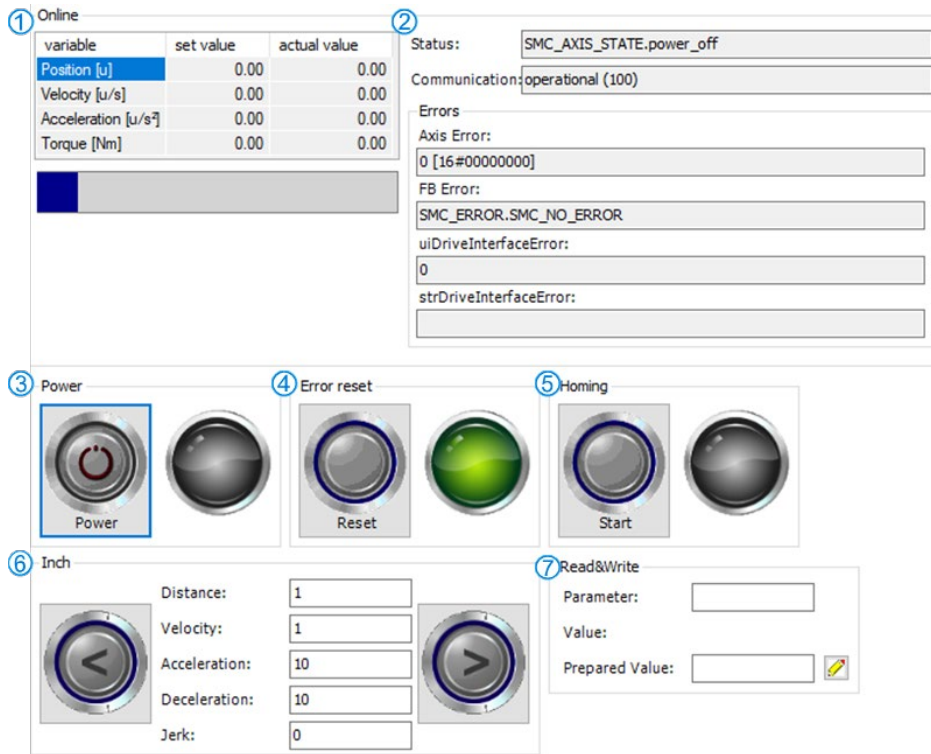 ① Online
variable set value actual value
Position [u] 0.00 0.00
Velocity [u/s] 0.00 0.00
Acceleration [u/s²] 0.00 0.00
Torque [Nm] 0.00 0.00
②
Status: SMC_AXIS_STATE.power_off
Communication: operational (100)
Errors
Axis Error:
0 [16#00000000]
FB Error:
SMC_ERROR.SMC_NO_ERROR
uiDriveInterfaceError:
0
strDriveInterfaceError:
③ Power
Power
④ Error reset
Reset
⑤ Homing
Start
⑥ Inch
<
Distance: 1
Velocity: 1
Acceleration: 10
Deceleration: 10
Jerk: 0
>
⑦ Read&Write
Parameter:
Value:
Prepared Value: